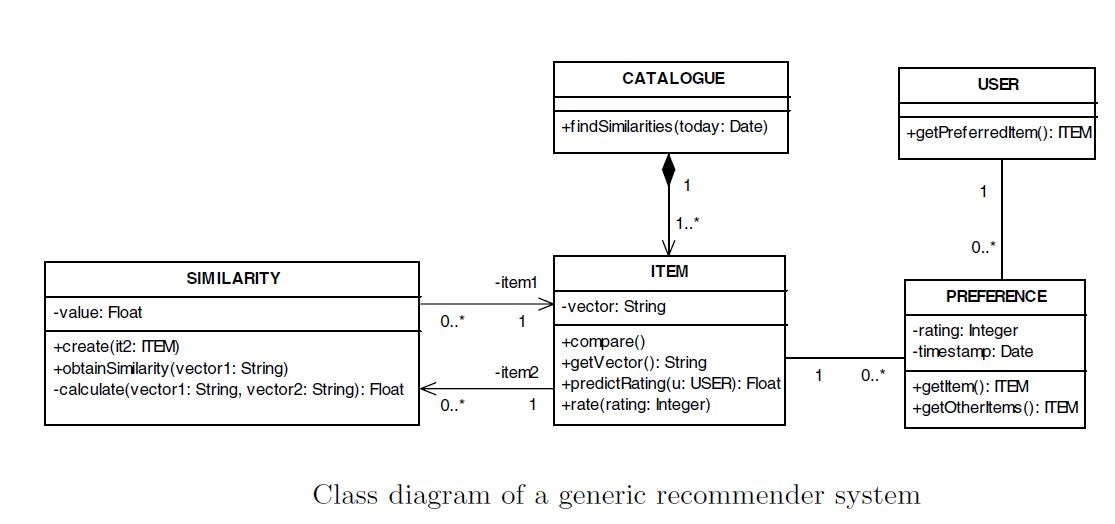 CATALOGUE
+findSimilarities(today: Date)
USER
+getPreferredItem(): ITEM
1
1..*
1
0..*
SIMILARITY
-value: Float
+create(it2: ITEM)
+obtainSimilarity(vector1: String)
-calculate(vector1: String, vector2: String): Float
-item1
0..*
1
-item2
0..*
1
ITEM
-vector: String
+compare()
+getVector(): String
+predictRating(u: USER): Float
+rate(rating: Integer)
1
0..*
PREFERENCE
-rating: Integer
-timestamp: Date
+getItem(): ITEM
+getOtherItems(): ITEM
Class diagram of a generic recommender system